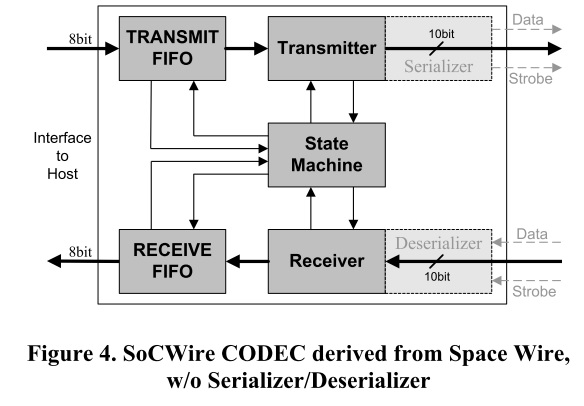 Data
8bit
TRANSMIT
FIFO
Transmitter
10bit
Serializer
Strobe
Interface
to
Host
State
Machine
8bit
RECEIVE
FIFO
Receiver
Deserializer
10bit
Data
Strobe
Figure 4. SoCWire CODEC derived from Space Wire,
w/o Serializer/Deserializer